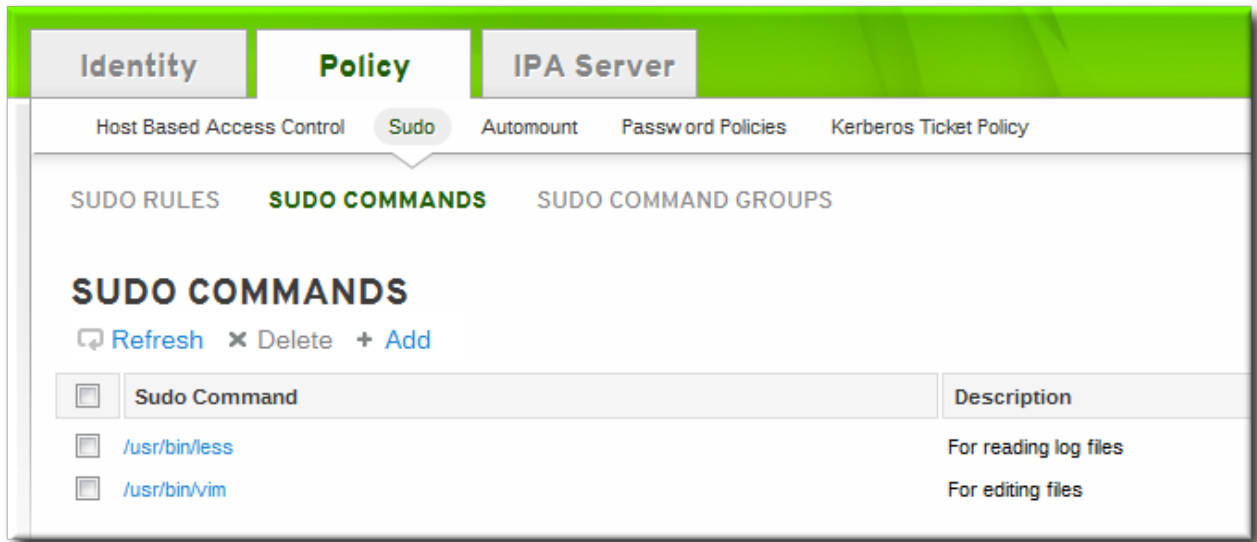 Identity Policy IPA Server
Host Based Access Control Sudo Automount Password Policies Kerberos Ticket Policy
SUDO RULES SUDO COMMANDS SUDO COMMAND GROUPS
SUDO COMMANDS
Refresh Delete + Add
Sudo Command Description
/usr/bin/less For reading log files
/usr/bin/vim For editing files